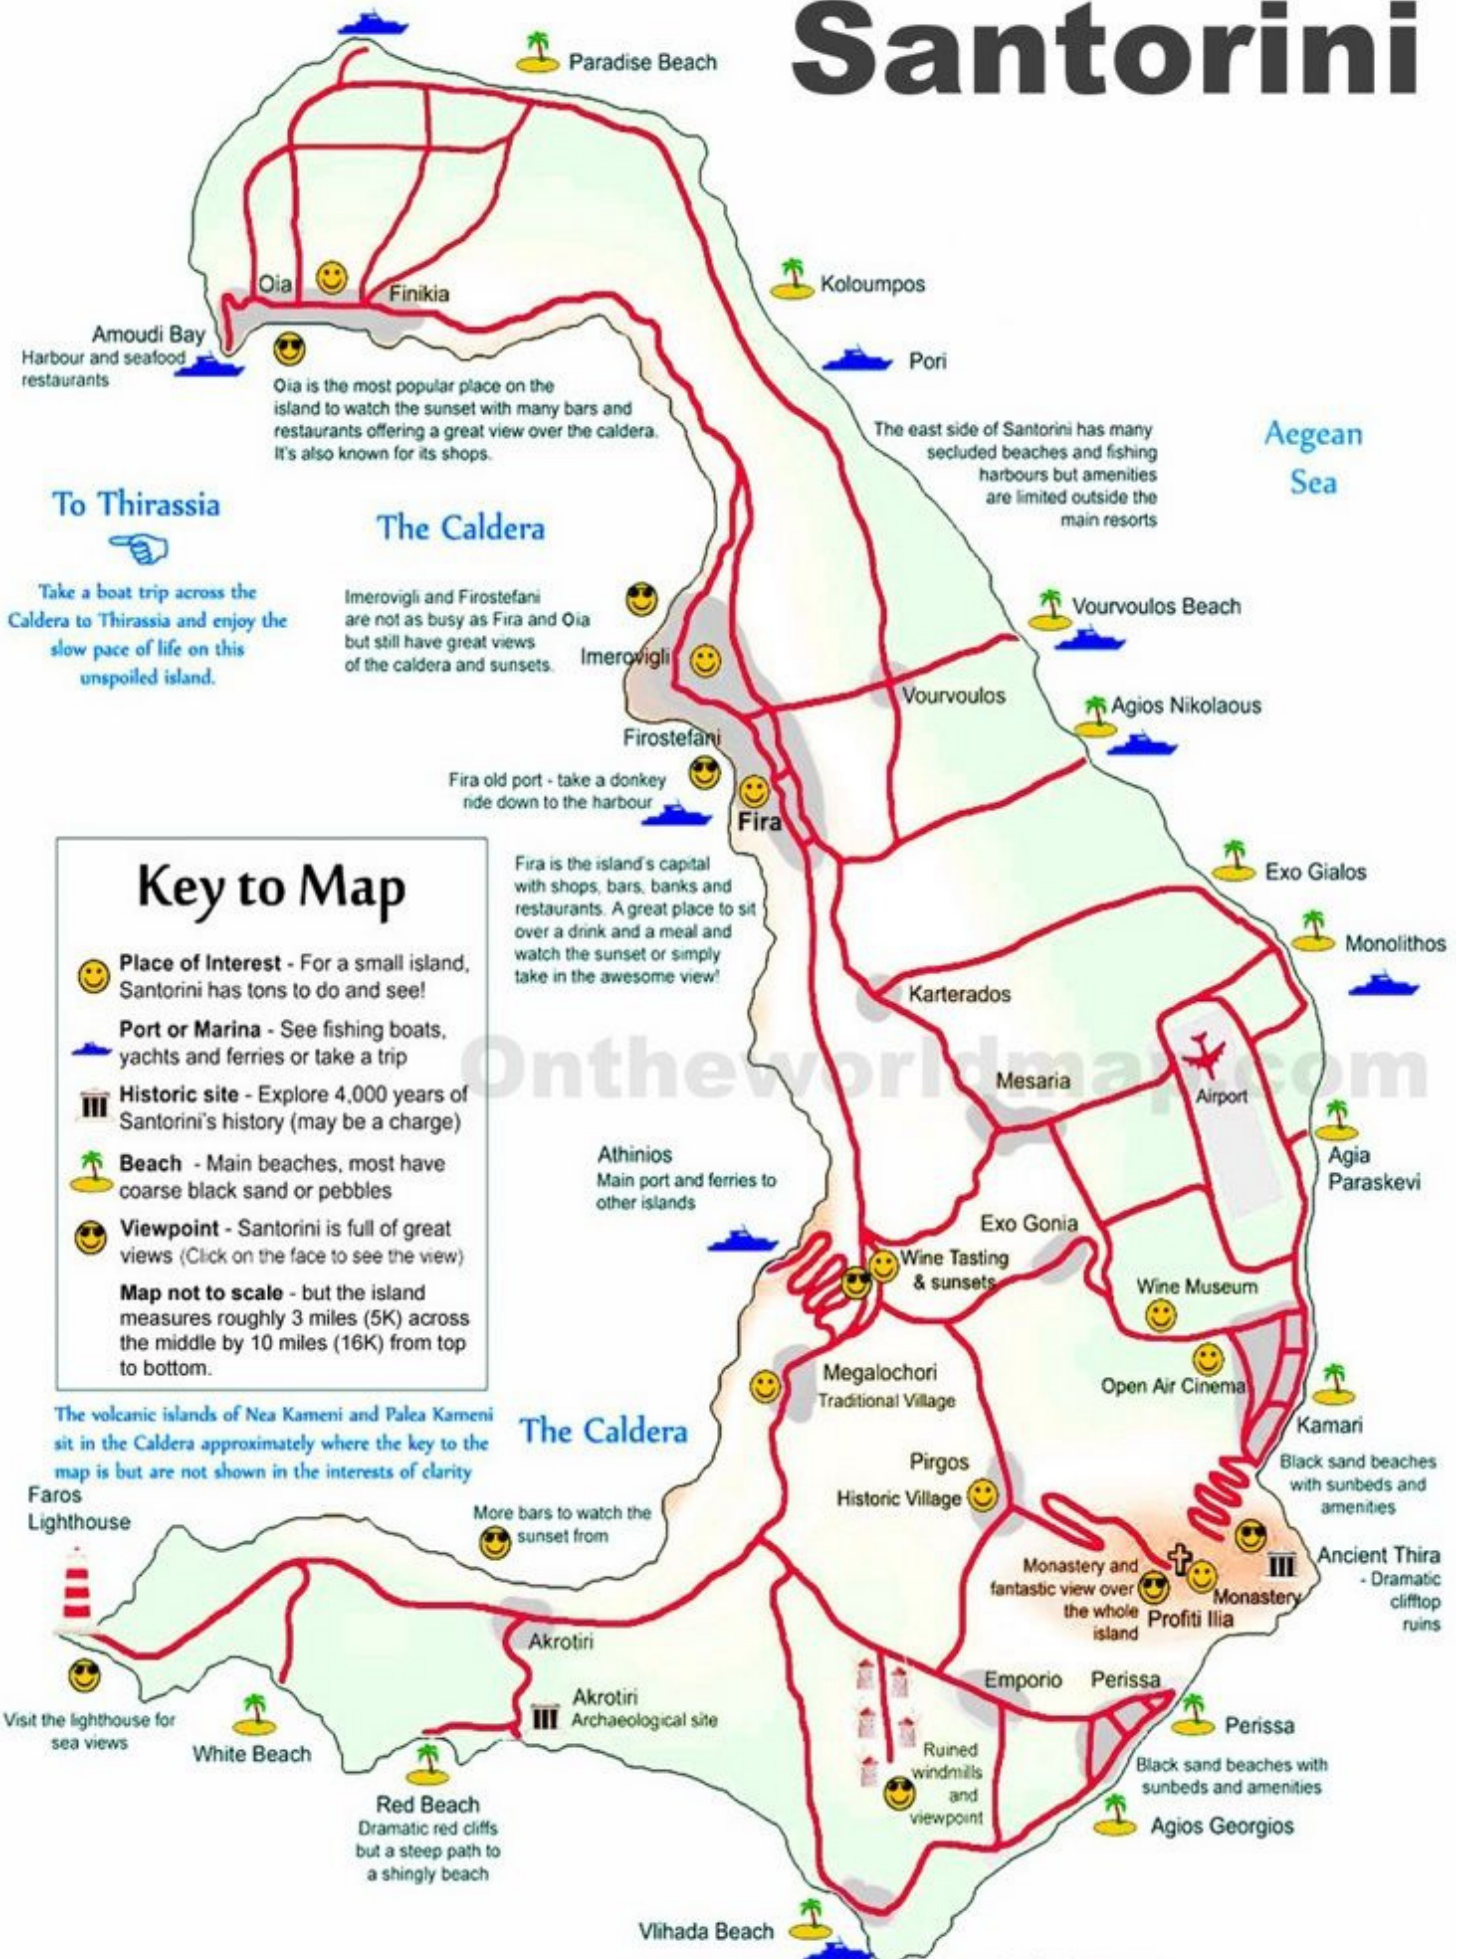 Santorini
Paradise Beach
Oia
Finikia
Koloumpos
Amoudi Bay
Harbour and seafood
restaurants
Pori
Oia is the most popular place on the
island to watch the sunset with many bars and
restaurants offering a great view over the caldera.
It's also known for its shops.
The east side of Santorini has many
secluded beaches and fishing
harbours but amenities
are limited outside the
main resorts
Aegean
Sea
To Thirassia
Take a boat trip across the
Caldera to Thirassia and enjoy the
slow pace of life on this
unspoiled island.
The Caldera
Imerovigli and Firostefani
are not as busy as Fira and Oia
but still have great views
of the caldera and sunsets.
Imerovigli
Vourvoulos Beach
Vourvoulos
Agios Nikolaous
Firostefani
Fira old port - take a donkey
ride down to the harbour
Fira
Fira is the island's capital
with shops, bars, banks and
restaurants. A great place to sit
over a drink and a meal and
watch the sunset or simply
take in the awesome view!
Exo Gialos
Monolithos
Key to Map
Place of Interest - For a small island,
Santorini has tons to do and see!
Port or Marina - See fishing boats,
yachts and ferries or take a trip
Historic site - Explore 4,000 years of
Santorini's history (may be a charge)
Beach - Main beaches, most have
coarse black sand or pebbles
Viewpoint - Santorini is full of great
views (Click on the face to see the view)
Map not to scale - but the island
measures roughly 3 miles (5K) across
the middle by 10 miles (16K) from top
to bottom.
Karterados
Ontheworldmap.com
Mesaria
Airport
Agia
Paraskevi
Athinios
Main port and ferries to
other islands
Exo Gonia
Wine Tasting
& sunsets
Wine Museum
Megalochori
Traditional Village
Open Air Cinema
Kamari
Black sand beaches
with sunbeds and
amenities
The volcanic islands of Nea Kameni and Palea Kameni
sit in the Caldera approximately where the key to the
map is but are not shown in the interests of clarity
The Caldera
Pirgos
Historic Village
Faros
Lighthouse
More bars to watch the
sunset from
Monastery and
fantastic view over
the whole
island
Monastery
Profiti Ilia
Ancient Thira
- Dramatic
clifftop
ruins
Akrotiri
Akrotiri
Archaeological site
Emporio
Perissa
Perissa
Black sand beaches with
sunbeds and amenities
Visit the lighthouse for
sea views
White Beach
Ruined
windmills
and
viewpoint
Red Beach
Dramatic red cliffs
but a steep path to
a shingly beach
Agios Georgios
Vlihada Beach